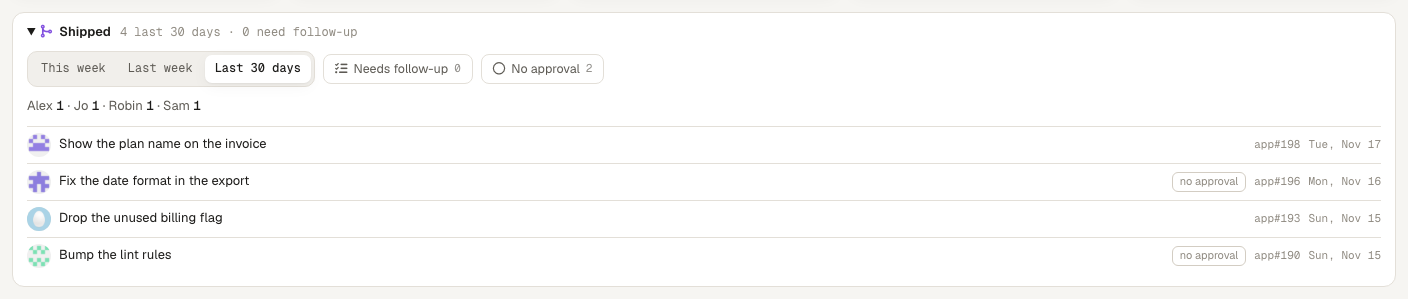 Shipped 4 last 30 days · 0 need follow-up
This week Last week Last 30 days Needs follow-up 0 No approval 2
Alex 1 · Jo 1 · Robin 1 · Sam 1
Show the plan name on the invoice app#198 Tue, Nov 17
Fix the date format in the export no approval app#196 Mon, Nov 16
Drop the unused billing flag app#193 Sun, Nov 15
Bump the lint rules no approval app#190 Sun, Nov 15